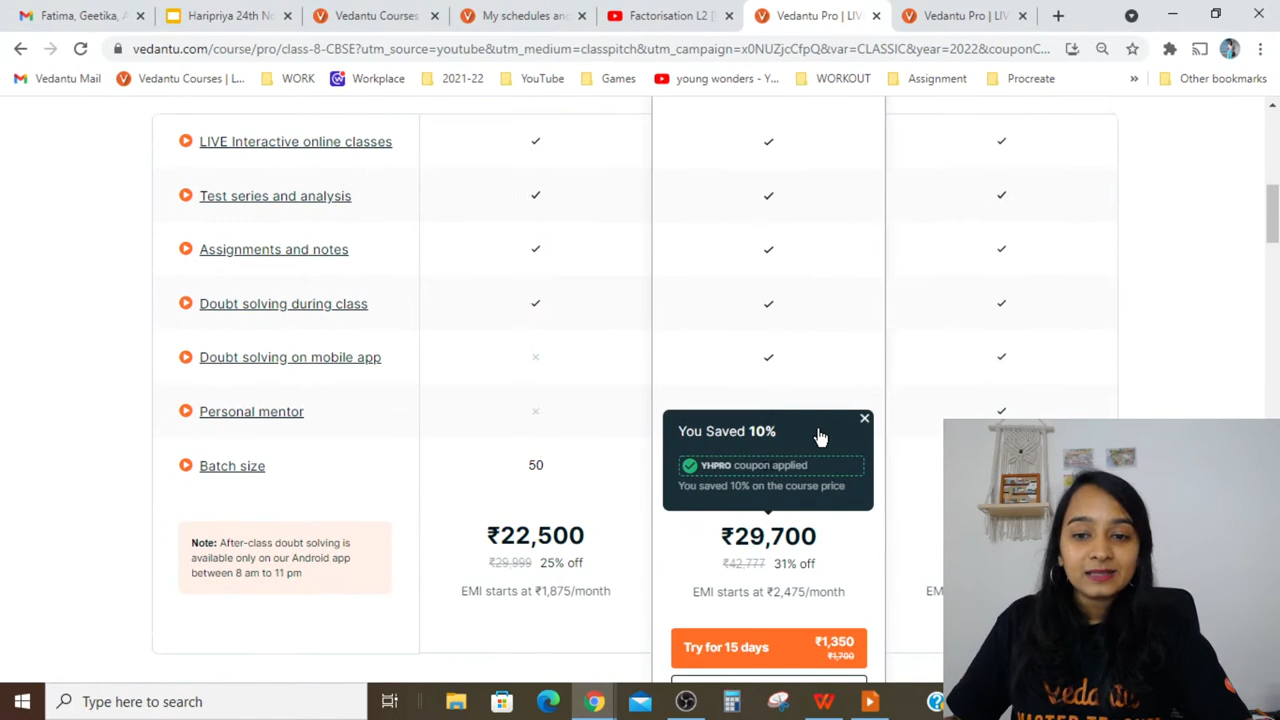 Fatima, Geetika, A
Haripriya 24th No
Vedantu Courses
My schedules and
Factorisation L2 [
Vedantu Pro | LIV
Vedantu Pro | LIV
vedantu.com/course/pro/class-8-CBSE?utm_source=youtube&utm_medium=classpitch&utm_campaign=x0NUZjcCfpQ&var=CLASSIC&year=2022&couponC...
Vedantu Mail
Vedantu Courses | L...
WORK
Workplace
2021-22
YouTube
Games
young wonders - Y...
WORKOUT
Assignment
Procreate
»
Other bookmarks
LIVE Interactive online classes
Test series and analysis
Assignments and notes
Doubt solving during class
Doubt solving on mobile app
Personal mentor
Batch size
50
You Saved 10%
YHPRO coupon applied
You saved 10% on the course price
Note: After-class doubt solving is
available only on our Android app
between 8 am to 11 pm
₹22,500
₹29,999 25% off
EMI starts at ₹1,875/month
₹29,700
₹42,777 31% off
EMI starts at ₹2,475/month
EM
Try for 15 days ₹1,350
₹1,700
Vedantu
MASTER T
Type here to search